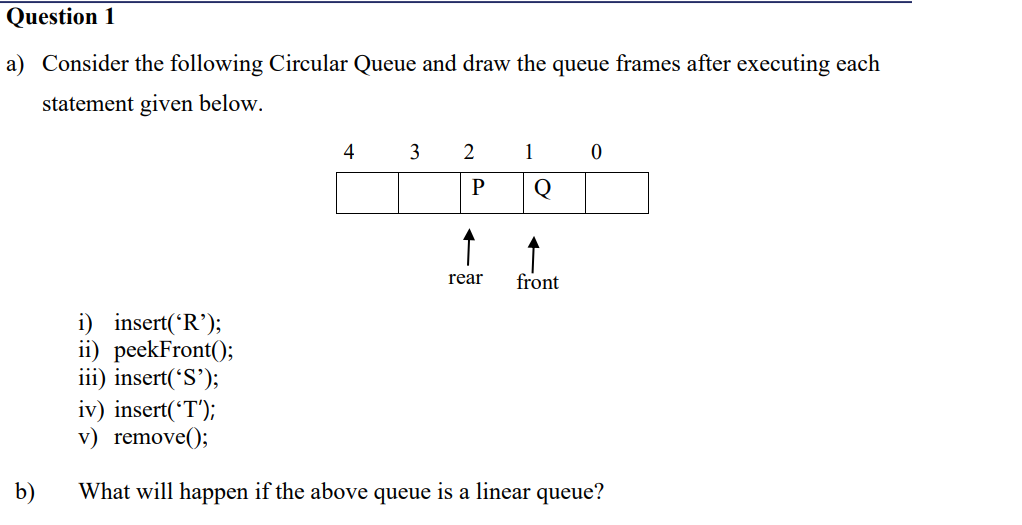 Question 1
a) Consider the following Circular Queue and draw the queue frames after executing each
statement given below.
4 3 2 1 0
P Q
rear front
i) insert(‘R’);
ii) peekFront();
iii) insert(‘S’);
iv) insert(‘T′);
v) remove();
b) What will happen if the above queue is a linear queue?